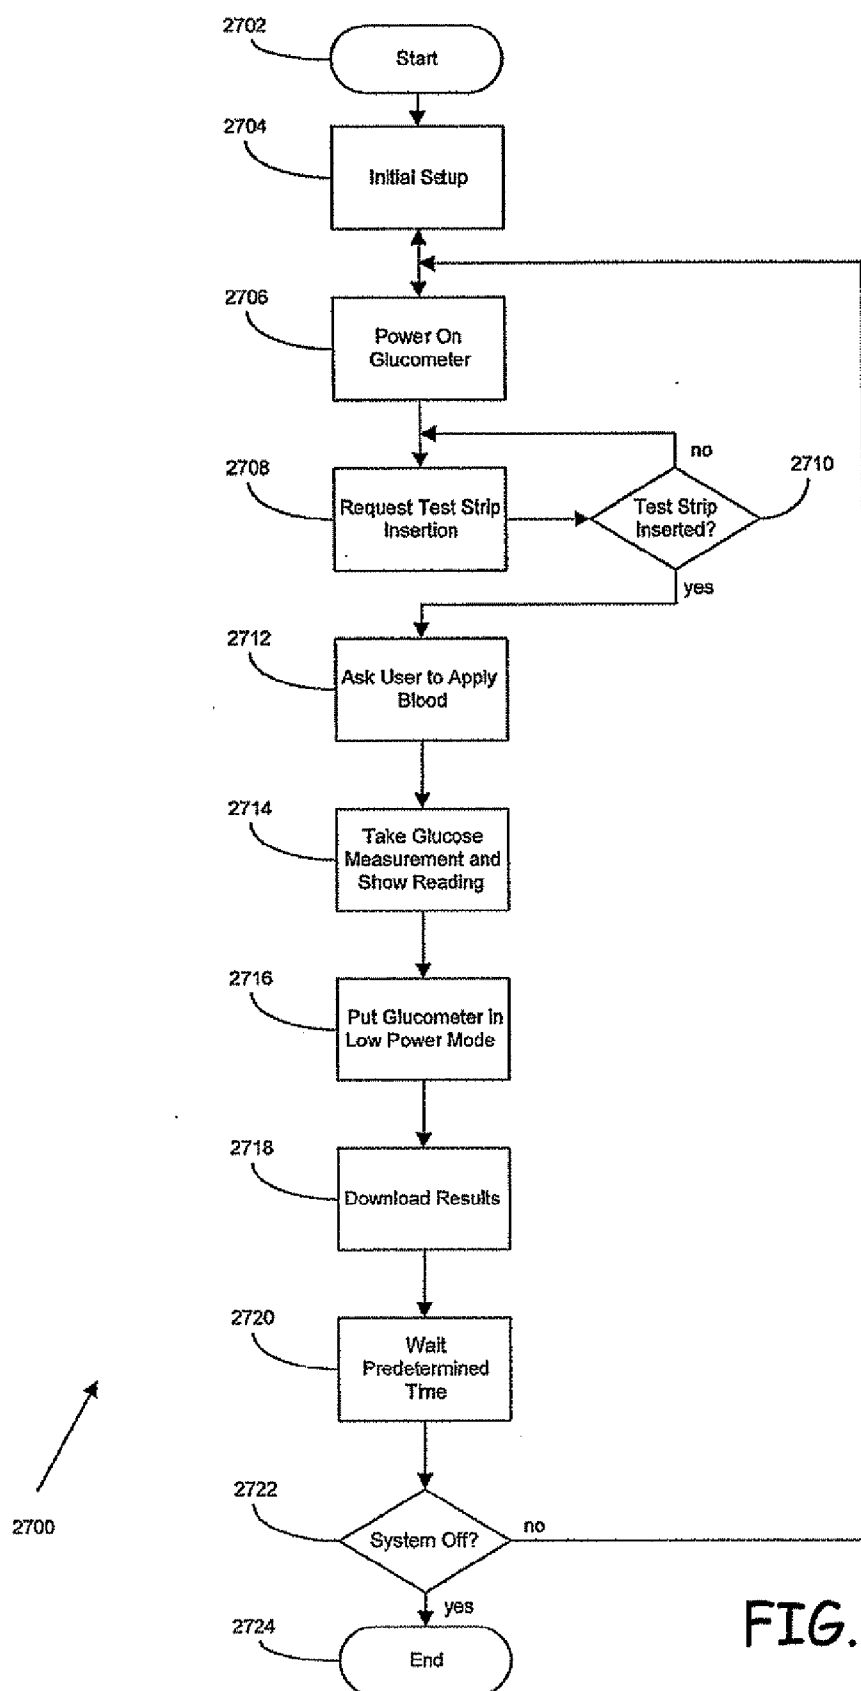 2702
Start
2704
Initial Setup
2706
Power On
Glucometer
no
2708
2710
Request Test Strip
Insertion
Test Strip
Inserted?
yes
2712
Ask User to Apply
Blood
2714
Take Glucose
Measurement and
Show Reading
2716
Put Glucometer in
Low Power Mode
2718
Download Results
2720
Wait
Predetermined
Time
2722
System Off?
no
2700
yes
2724
End
FIG.